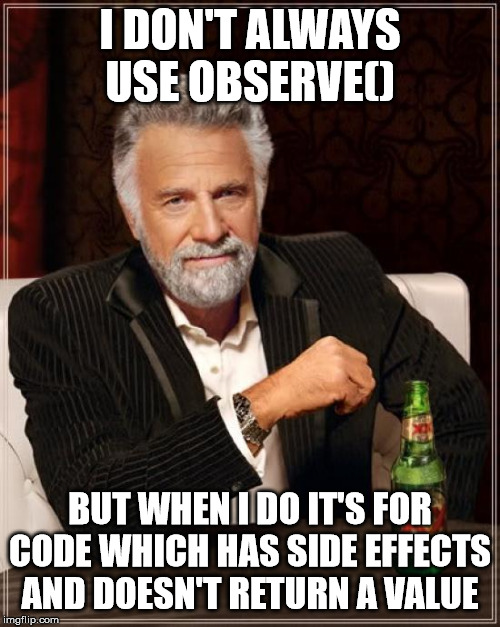 I DON'T ALWAYS
USE OBSERVE()
BUT WHEN I DO IT'S FOR
CODE WHICH HAS SIDE EFFECTS
AND DOESN'T RETURN A VALUE
XX
imgflip.com